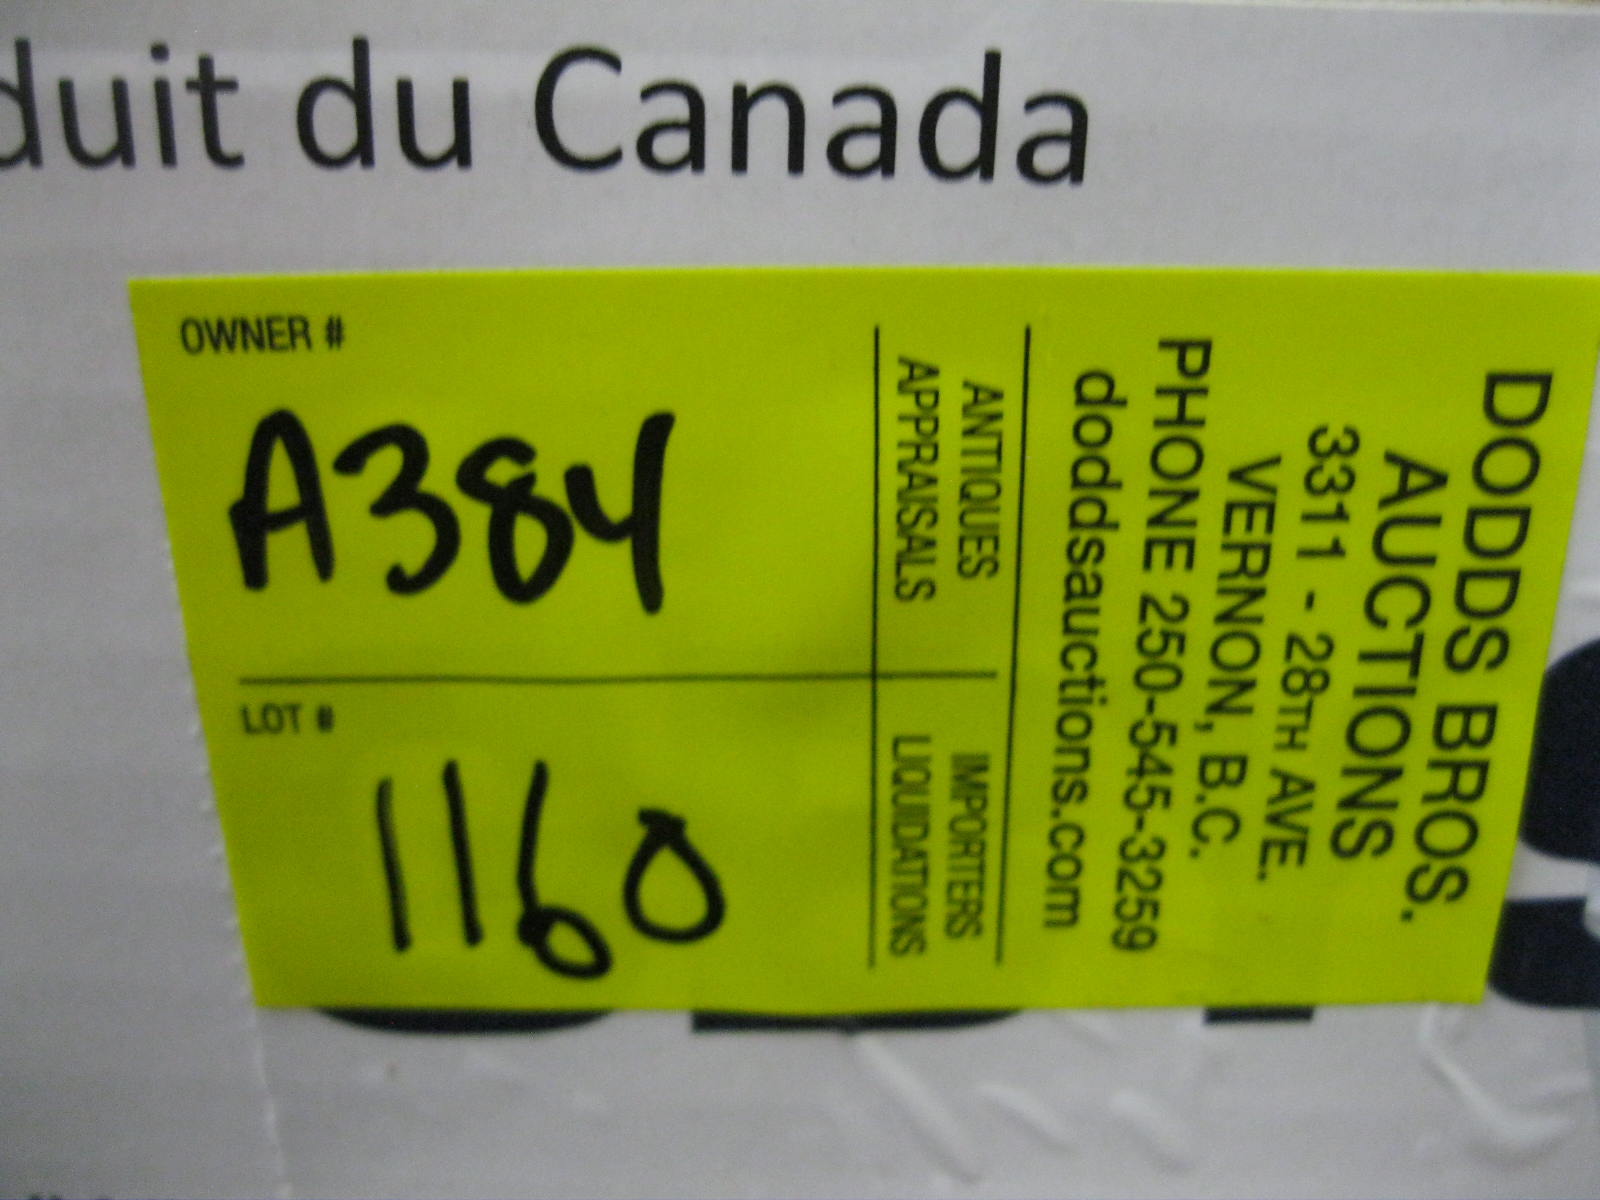 duit du Canada
OWNER #
A384
LOT #
1160
ANTIQUES
APPRAISALS
IMPORTERS
LIQUIDATIONS
DODDS BROS.
AUCTIONS
3311 - 28TH AVE.
VERNON, B.C.
PHONE 250-545-3259
doddsauctions.com